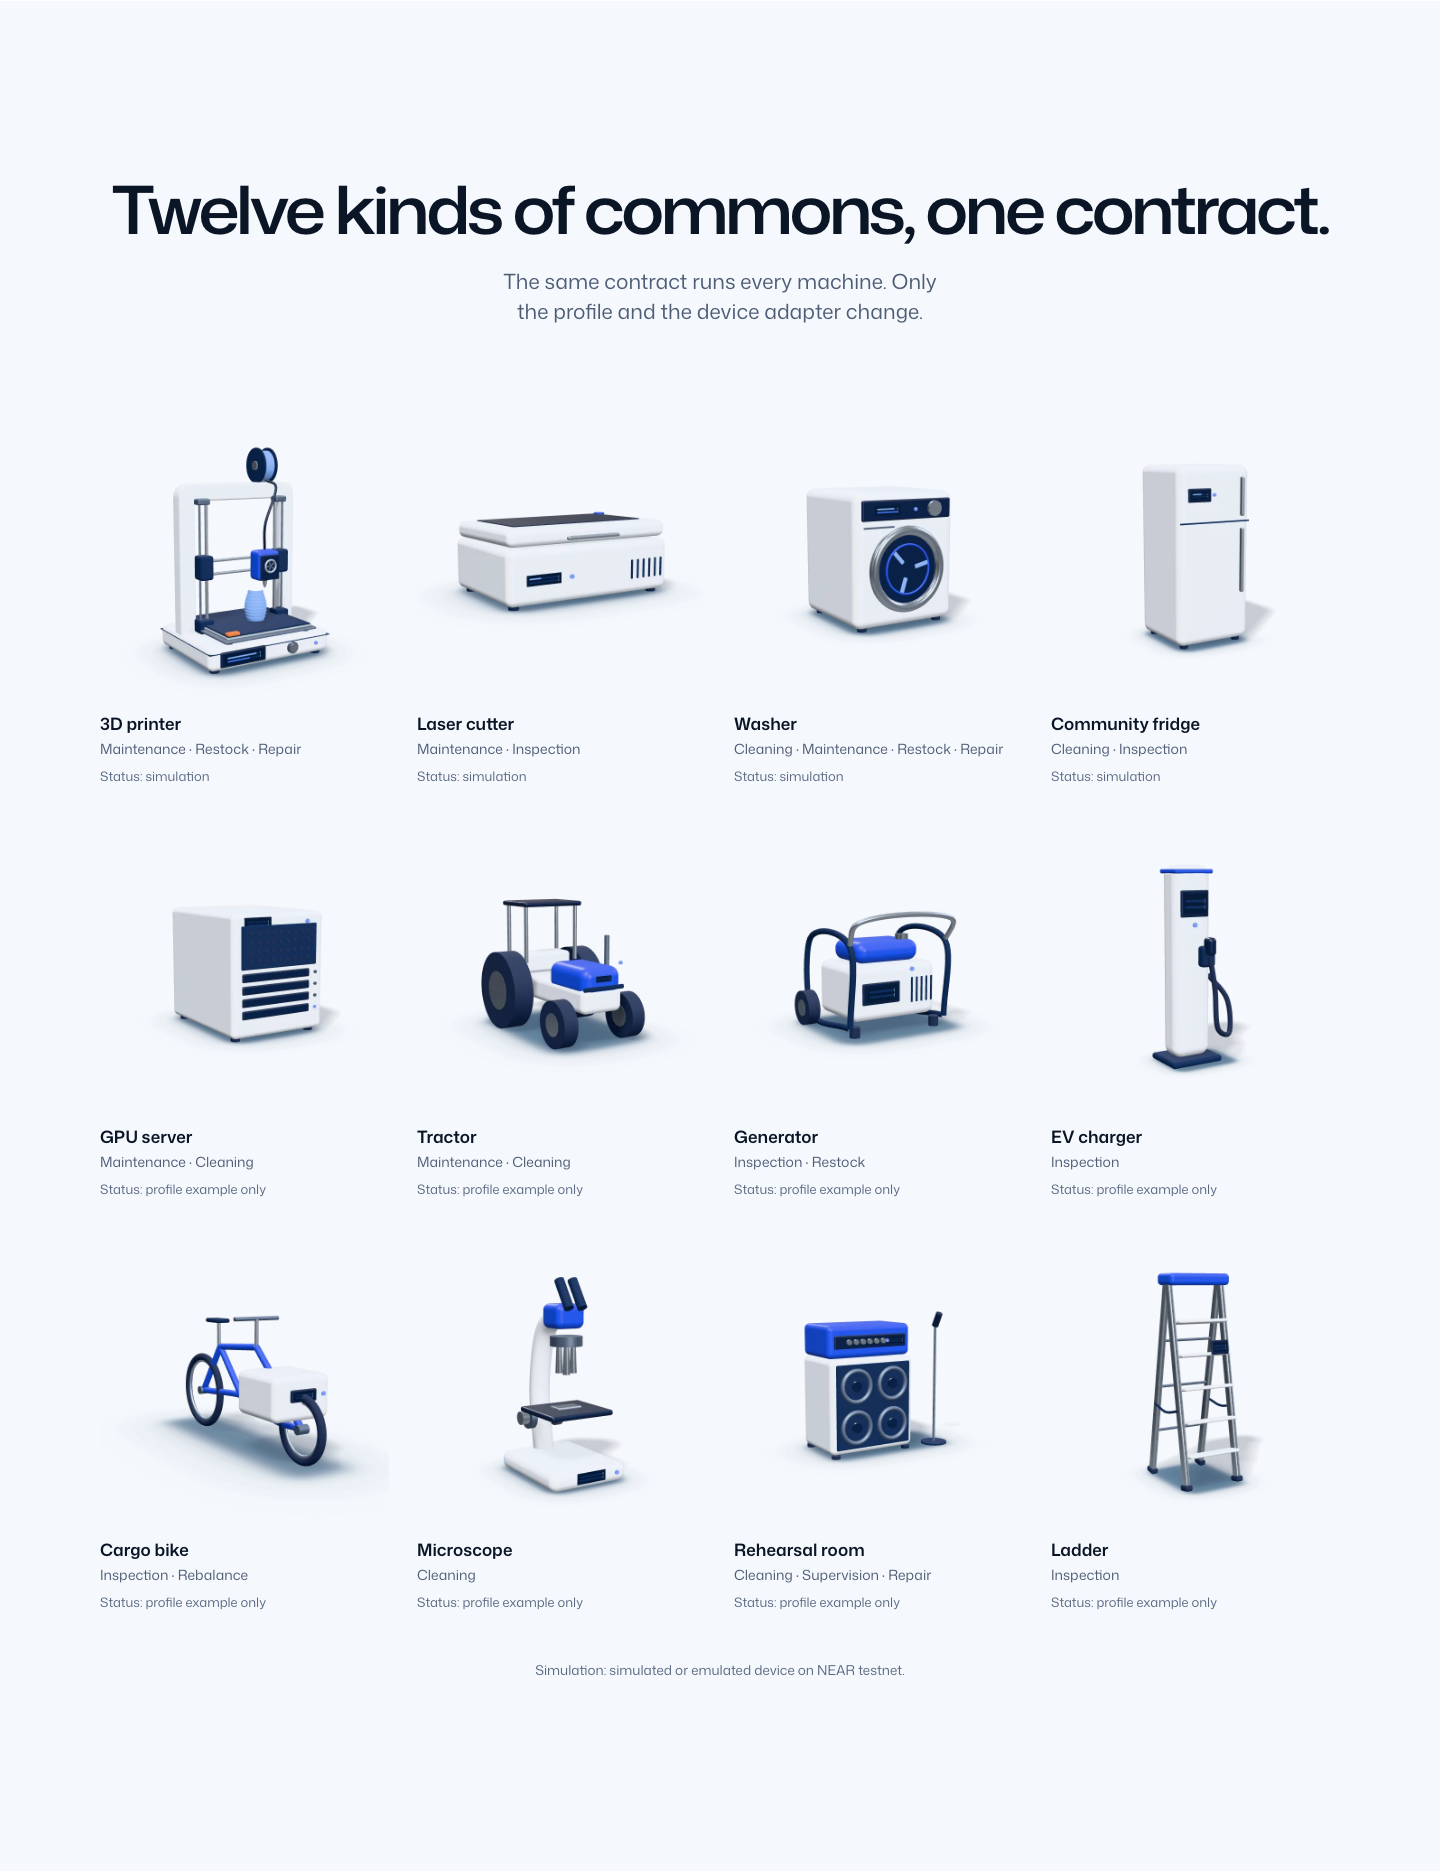 Twelve kinds of commons, one contract.
The same contract runs every machine. Only
the profile and the device adapter change.
3D printer
Maintenance · Restock · Repair
Status: simulation
Laser cutter
Maintenance · Inspection
Status: simulation
Washer
Cleaning · Maintenance · Restock · Repair
Status: simulation
Community fridge
Cleaning · Inspection
Status: simulation
GPU server
Maintenance · Cleaning
Status: profile example only
Tractor
Maintenance · Cleaning
Status: profile example only
Generator
Inspection · Restock
Status: profile example only
EV charger
Inspection
Status: profile example only
Cargo bike
Inspection · Rebalance
Status: profile example only
Microscope
Cleaning
Status: profile example only
Rehearsal room
Cleaning · Supervision · Repair
Status: profile example only
Ladder
Inspection
Status: profile example only
Simulation: simulated or emulated device on NEAR testnet.